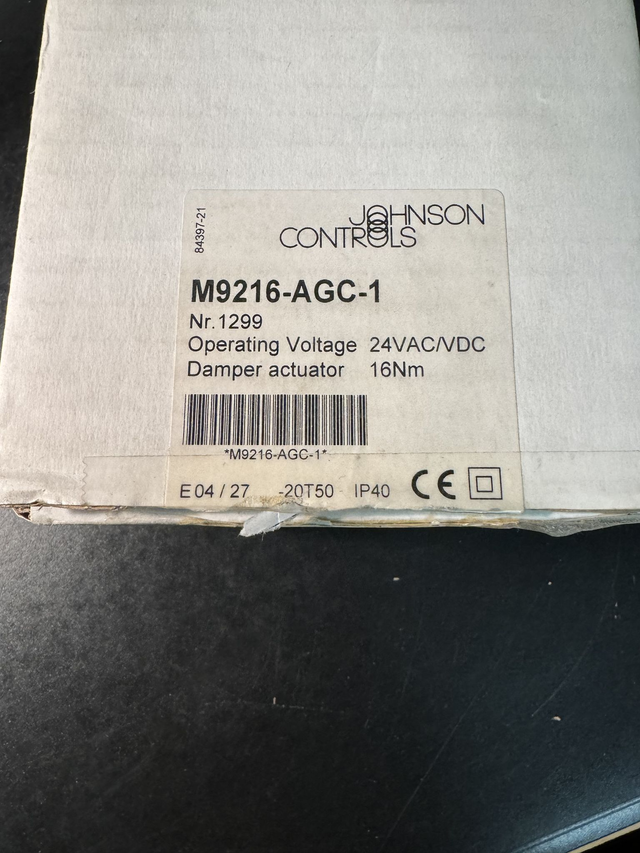 84397-21
JOHNSON
CONTROLS
M9216-AGC-1
Nr.1299
Operating Voltage 24VAC/VDC
Damper actuator 16Nm
*M9216-AGC-1*
E 04 / 27 -20T50 IP40 CE